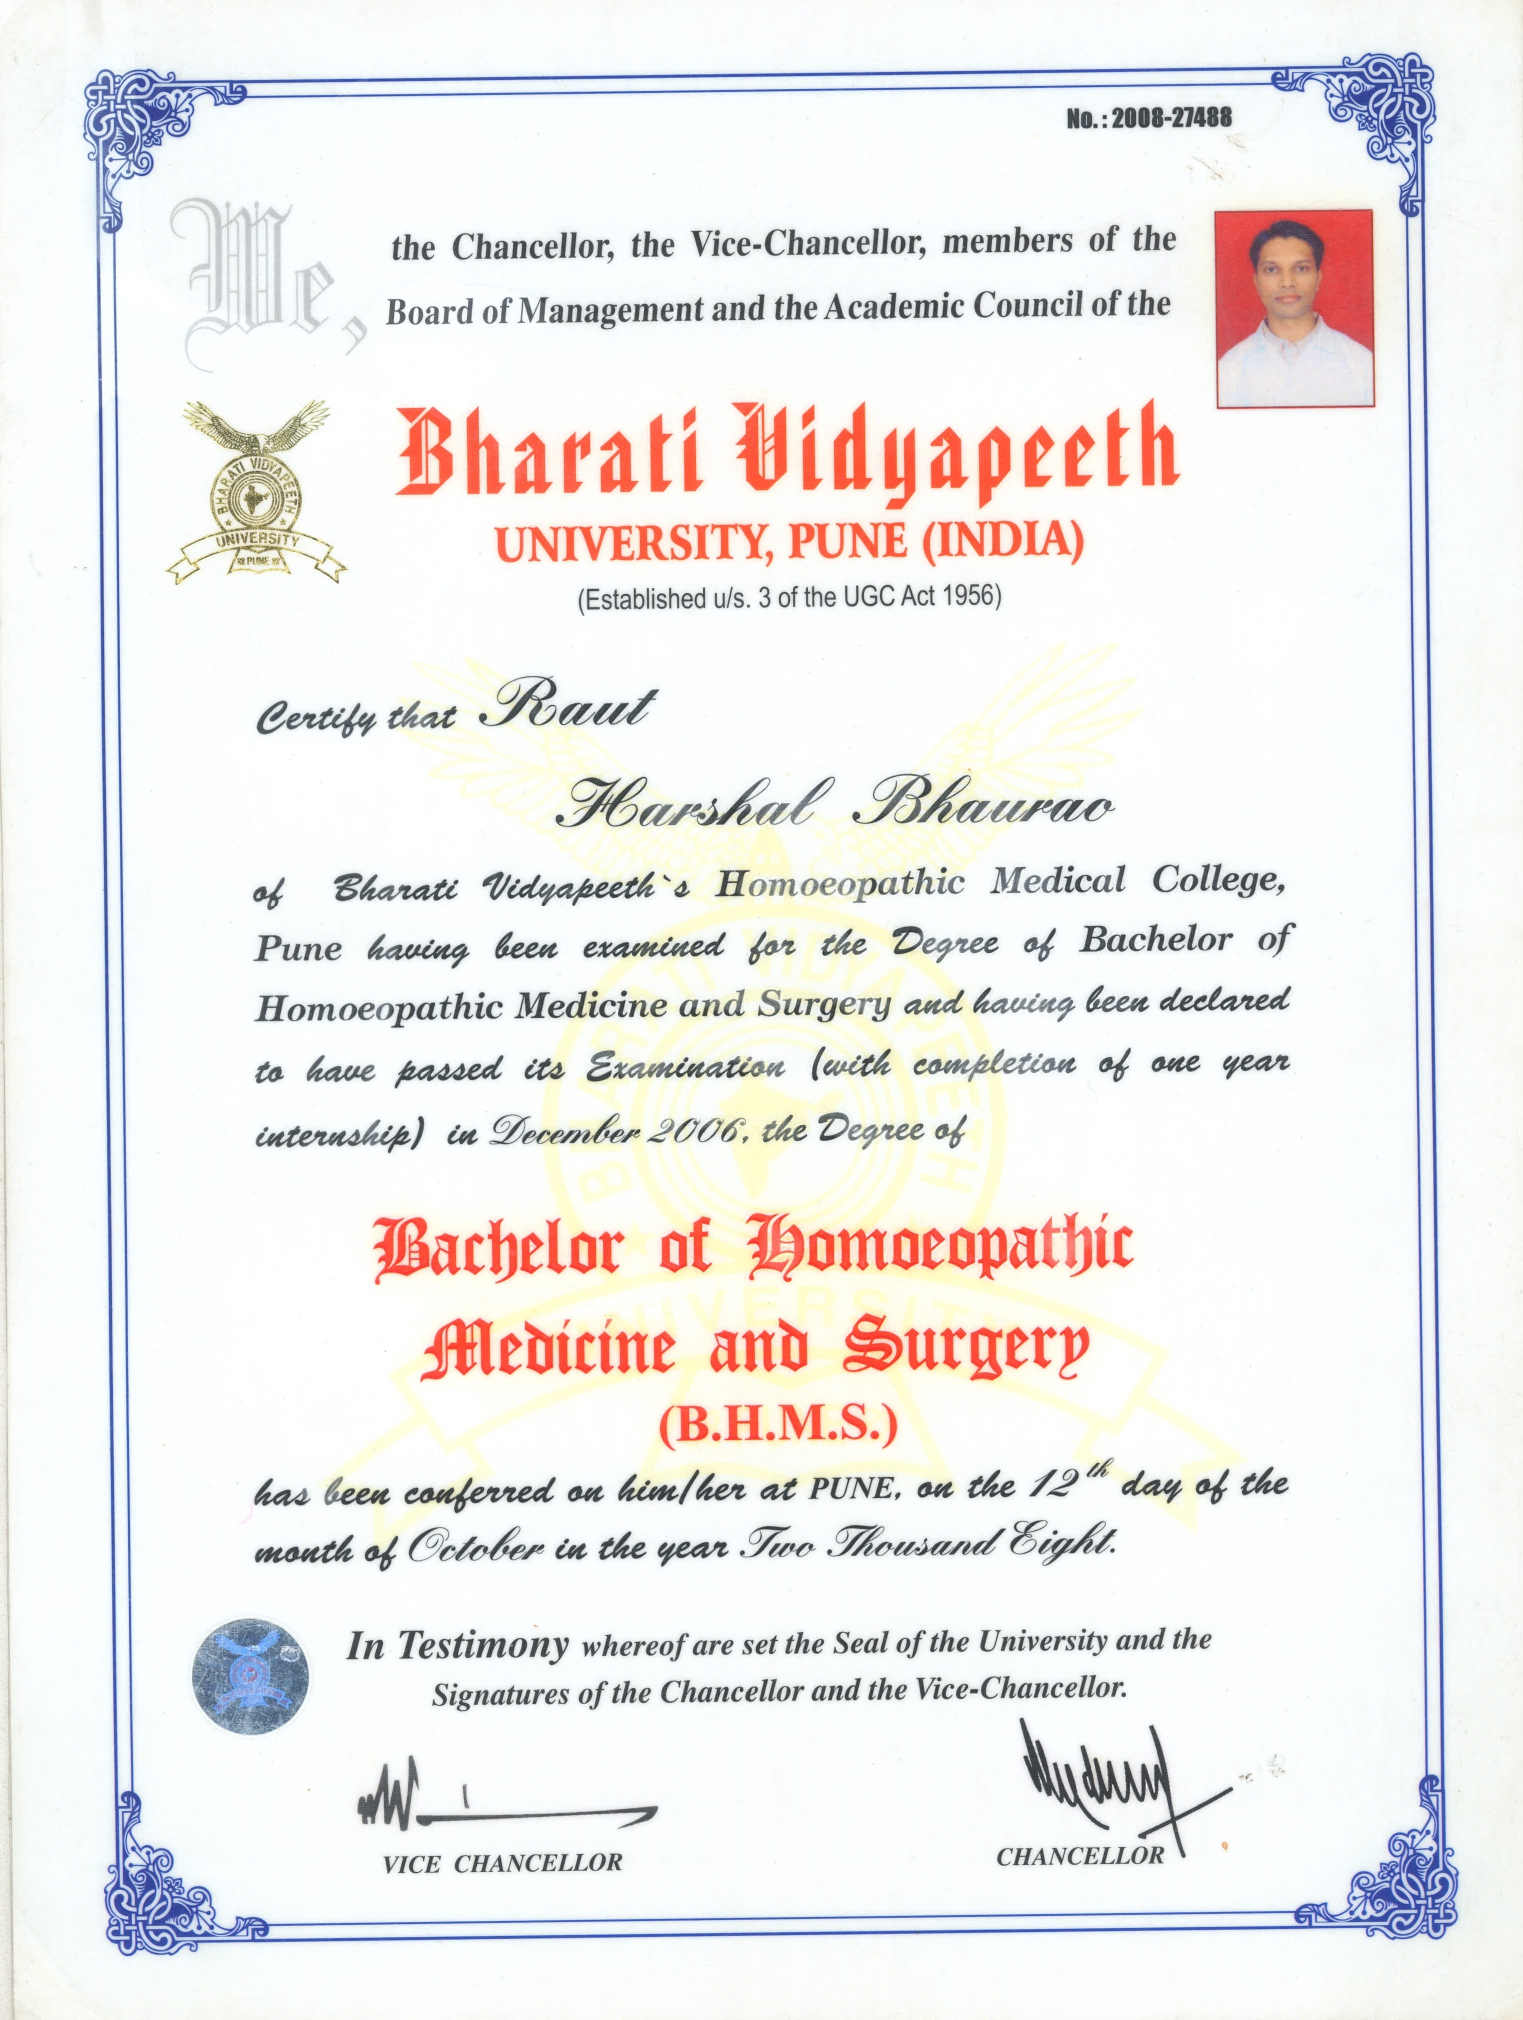 No. : 2008-27488
We, the Chancellor, the Vice-Chancellor, members of the
Board of Management and the Academic Council of the
Bharati Vidyapeeth
UNIVERSITY, PUNE (INDIA)
(Established u/s. 3 of the UGC Act 1956)
BHARATI VIDYAPEETH
UNIVERSITY
PUNE
Certify that Raut
Harshal Bhaurao
of Bharati Vidyapeeth`s Homoeopathic Medical College,
Pune having been examined for the Degree of Bachelor of
Homoeopathic Medicine and Surgery and having been declared
to have passed its Examination (with completion of one year
internship) in December 2006, the Degree of
Bachelor of Homoeopathic
Medicine and Surgery
(B.H.M.S.)
has been conferred on him/her at PUNE, on the 12th day of the
month of October in the year Two Thousand Eight.
In Testimony whereof are set the Seal of the University and the
Signatures of the Chancellor and the Vice-Chancellor.
VICE CHANCELLOR
CHANCELLOR